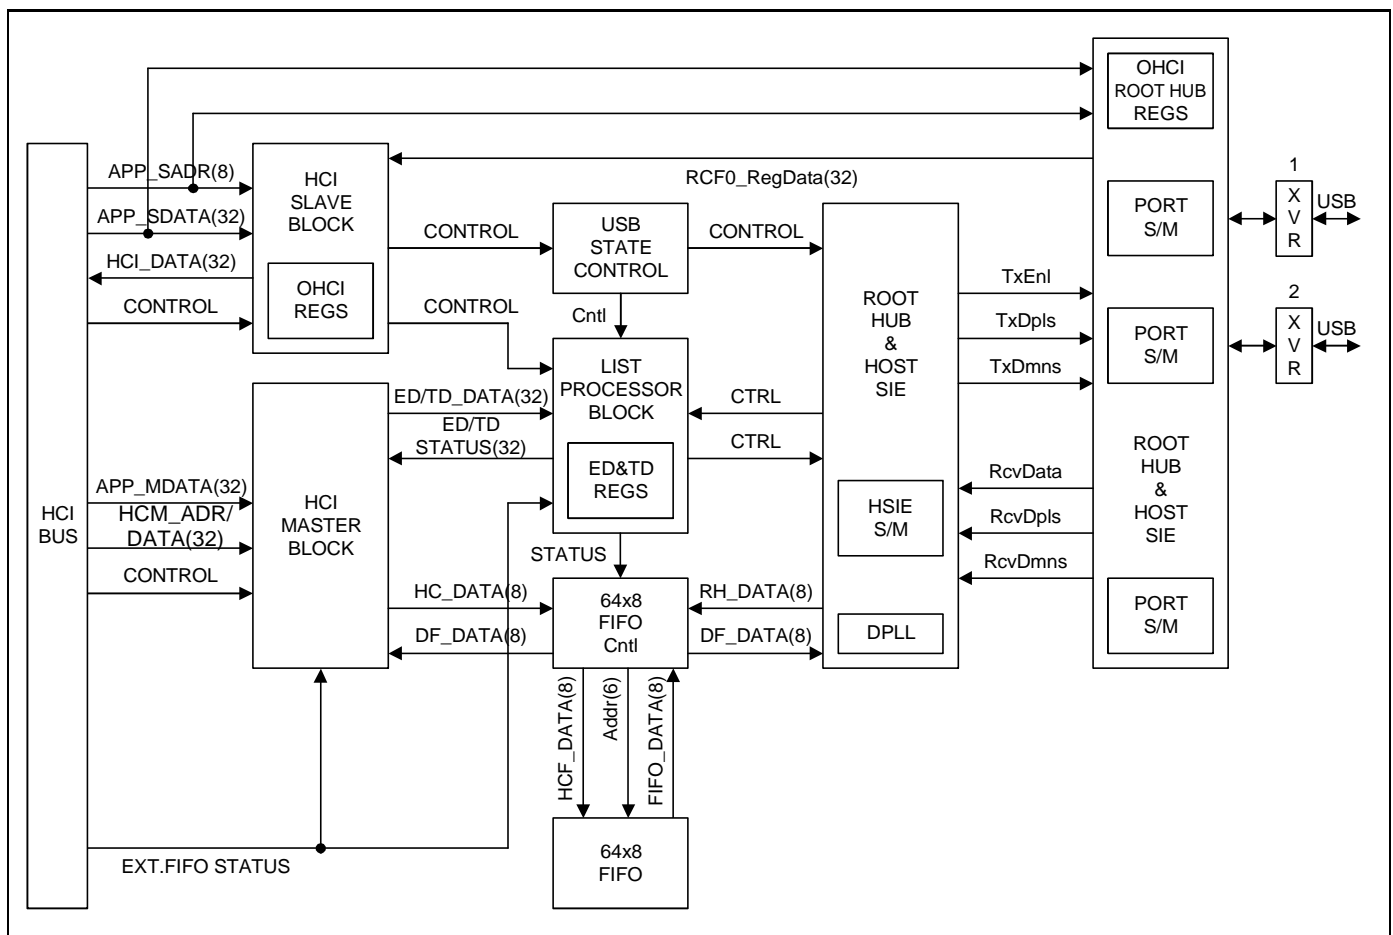 OHCI
ROOT HUB
REGS
APP_SADR(8)
APP_SDATA(32)
HCI_DATA(32)
CONTROL
HCI
SLAVE
BLOCK
OHCI
REGS
RCF0_RegData(32)
CONTROL
USB
STATE
CONTROL
CONTROL
CONTROL
Cntl
PORT
S/M
1
X
V
R
USB
ROOT
HUB
&
HOST
SIE
TxEnl
TxDpls
TxDmns
PORT
S/M
2
X
V
R
USB
LIST
PROCESSOR
BLOCK
ED&TD
REGS
ED/TD_DATA(32)
ED/TD
STATUS(32)
CTRL
CTRL
HCI
BUS
APP_MDATA(32)
HCM_ADR/
DATA(32)
CONTROL
HCI
MASTER
BLOCK
HSIE
S/M
DPLL
RcvData
RcvDpls
RcvDmns
ROOT
HUB
&
HOST
SIE
PORT
S/M
STATUS
HC_DATA(8)
DF_DATA(8)
64x8
FIFO
Cntl
RH_DATA(8)
DF_DATA(8)
HCF_DATA(8)
Addr(6)
FIFO_DATA(8)
64x8
FIFO
EXT.FIFO STATUS